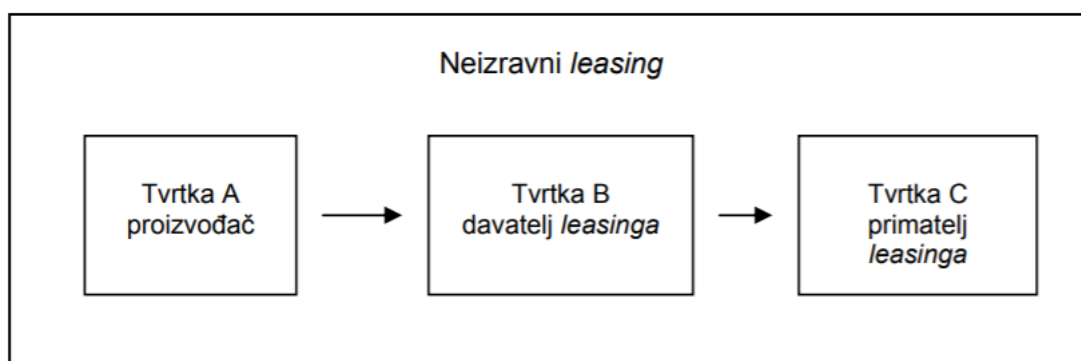 Neizravni leasing
Tvrtka A
proizvođač
Tvrtka B
davatelj leasinga
Tvrtka C
primatelj
leasinga